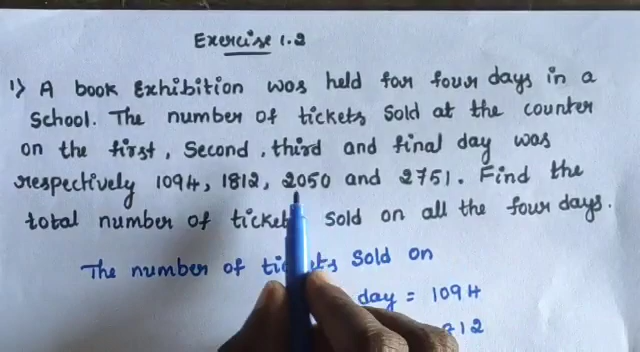 Exercise 1.2
1) A book Exhibition was held for four days in a
School. The number of tickets Sold at the counter
on the first, Second, third and final day was
respectively 1094, 1812, 2050 and 2751. Find the
total number of tickets Sold on all the four days.
The number of tickets Sold on
day = 1094